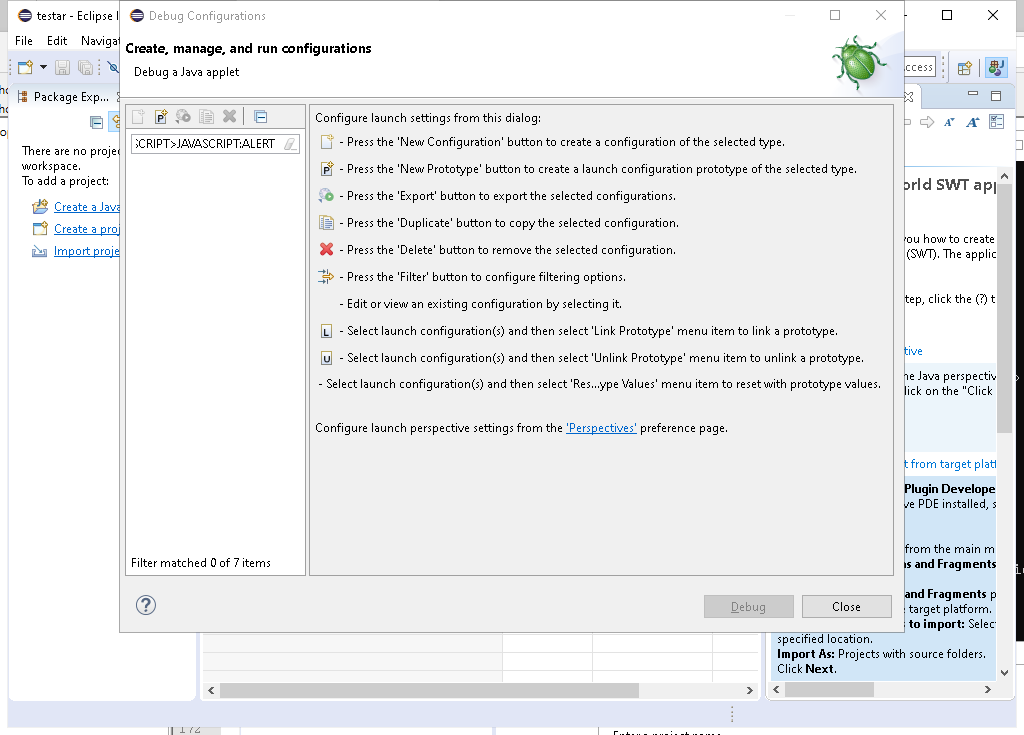 testar - Eclipse I
Debug Configurations
File Edit Navigat
Create, manage, and run configurations
Debug a Java applet
ccess
Package Exp...
SCRIPT>JAVASCRIPT:ALERT
Configure launch settings from this dialog:
- Press the 'New Configuration' button to create a configuration of the selected type.
- Press the 'New Prototype' button to create a launch configuration prototype of the selected type.
- Press the 'Export' button to export the selected configurations.
- Press the 'Duplicate' button to copy the selected configuration.
- Press the 'Delete' button to remove the selected configuration.
- Press the 'Filter' button to configure filtering options.
- Edit or view an existing configuration by selecting it.
- Select launch configuration(s) and then select 'Link Prototype' menu item to link a prototype.
- Select launch configuration(s) and then select 'Unlink Prototype' menu item to unlink a prototype.
- Select launch configuration(s) and then select 'Res...ype Values' menu item to reset with prototype values.
Configure launch perspective settings from the 'Perspectives' preference page.
Filter matched 0 of 7 items
Debug
Close
There are no projec
workspace.
To add a project:
Create a Java
Create a proj
Import proje
orld SWT app
you how to create
(SWT). The applic
tep, click the (?) t
tive
he Java perspectiv
lick on the "Click
t from target platf
Plugin Develope
ve PDE installed, s
from the main m
ns and Fragments
and Fragments p
e target platform.
s to import: Select
specified location.
Import As: Projects with source folders.
Click Next.
172
Enter a project name